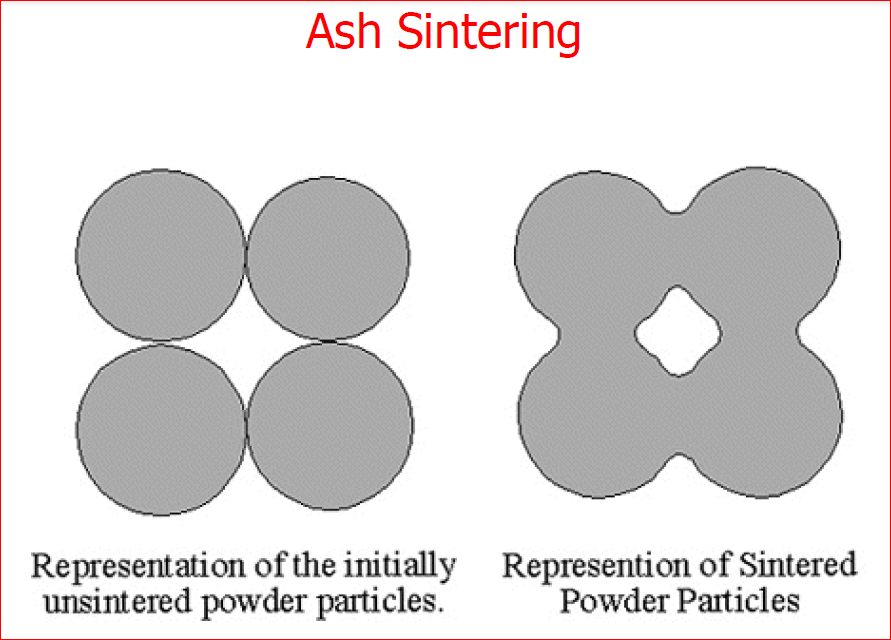 Ash Sintering
Representation of the initially
unsintered powder particles.
Represention of Sintered
Powder Particles